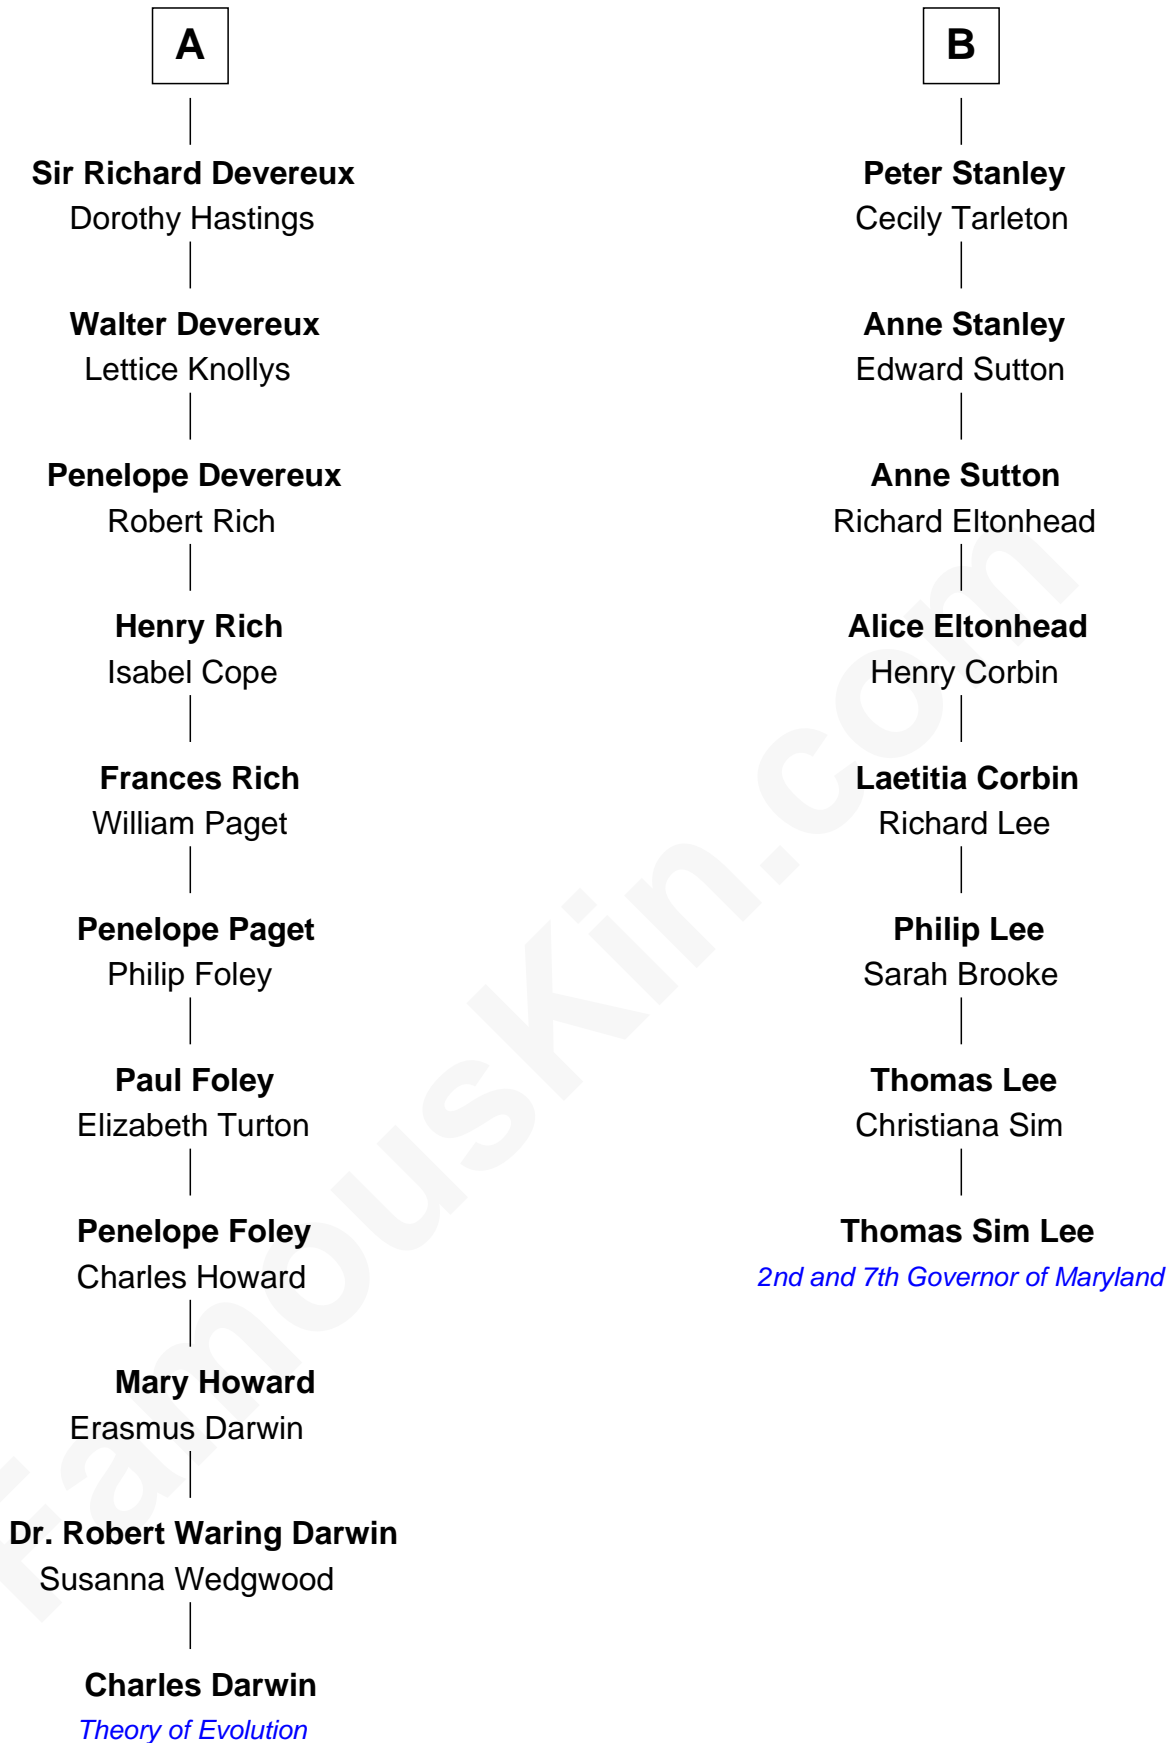 A
Sir Richard Devereux
Dorothy Hastings
Walter Devereux
Lettice Knollys
Penelope Devereux
Robert Rich
Henry Rich
Isabel Cope
Frances Rich
William Paget
Penelope Paget
Philip Foley
Paul Foley
Elizabeth Turton
Penelope Foley
Charles Howard
Mary Howard
Erasmus Darwin
Dr. Robert Waring Darwin
Susanna Wedgwood
Charles Darwin
Theory of Evolution
B
Peter Stanley
Cecily Tarleton
Anne Stanley
Edward Sutton
Anne Sutton
Richard Eltonhead
Alice Eltonhead
Henry Corbin
Laetitia Corbin
Richard Lee
Philip Lee
Sarah Brooke
Thomas Lee
Christiana Sim
Thomas Sim Lee
2nd and 7th Governor of Maryland
FamousKin.com